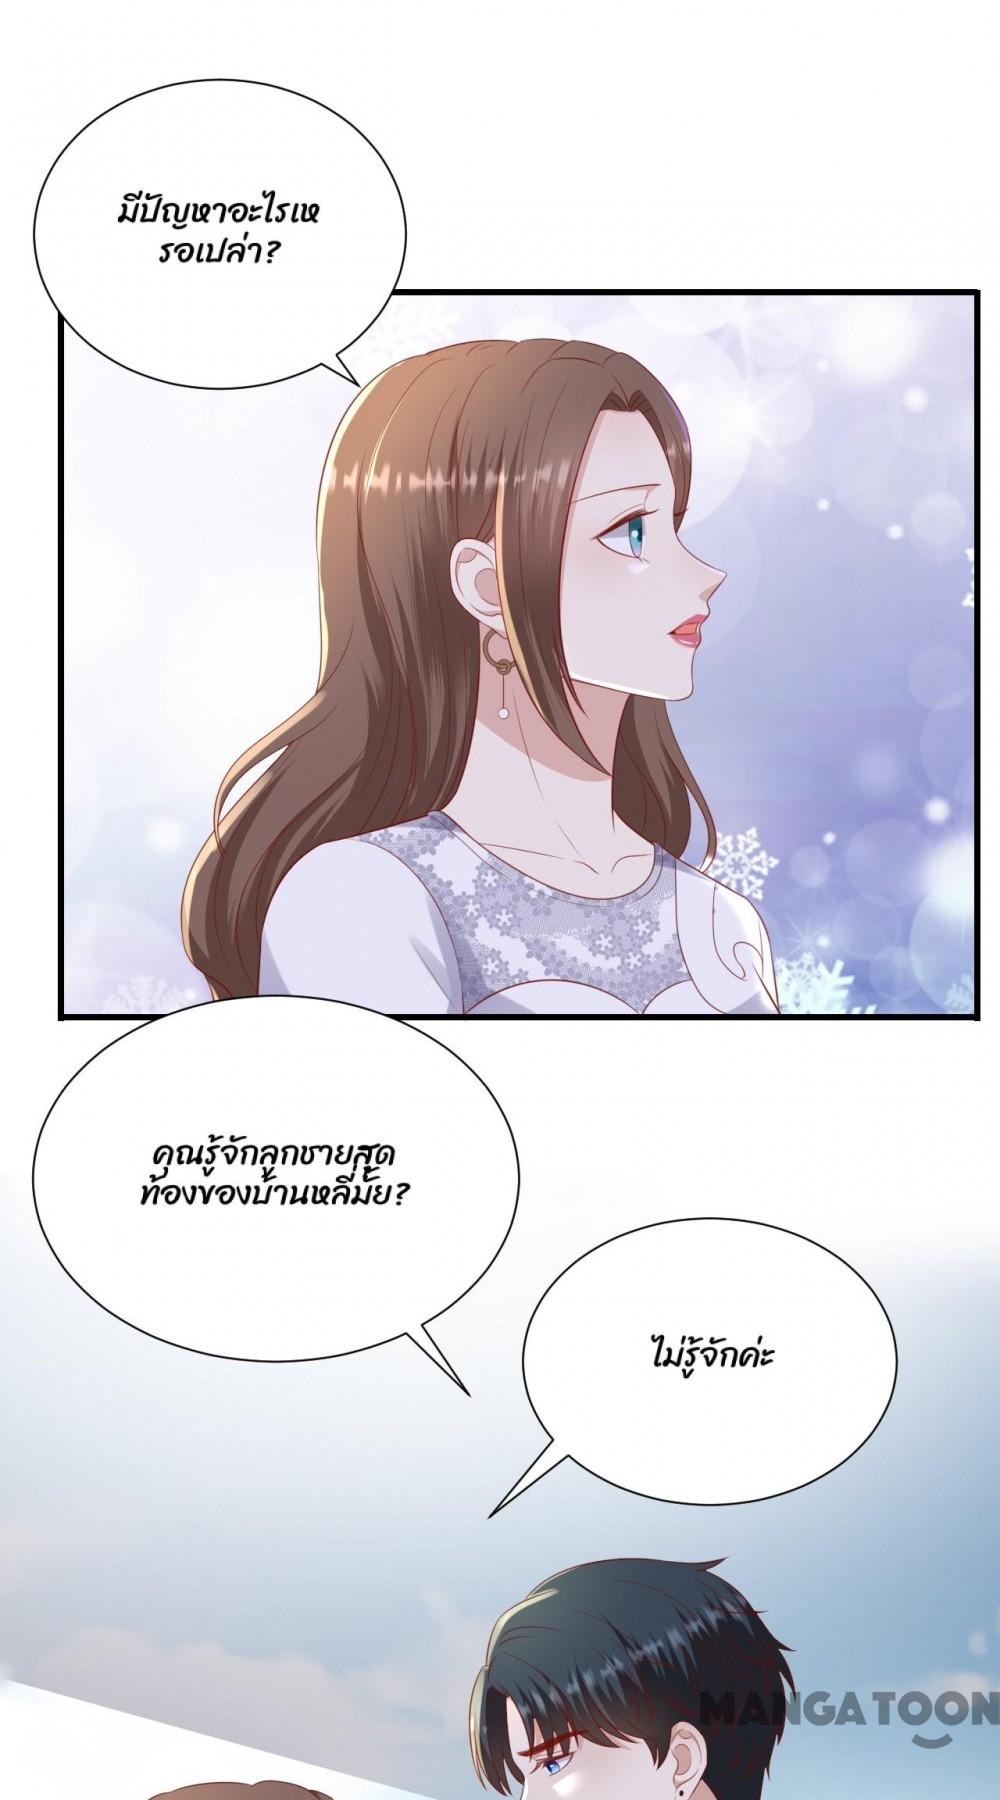 มีปัญหาอะไรเห
รอเปล่า?
คุณรู้จักลูกชายสุด
ท้องของบ้านหลี่มั้ย?
ไม่รู้จักค่ะ
MANGATOON